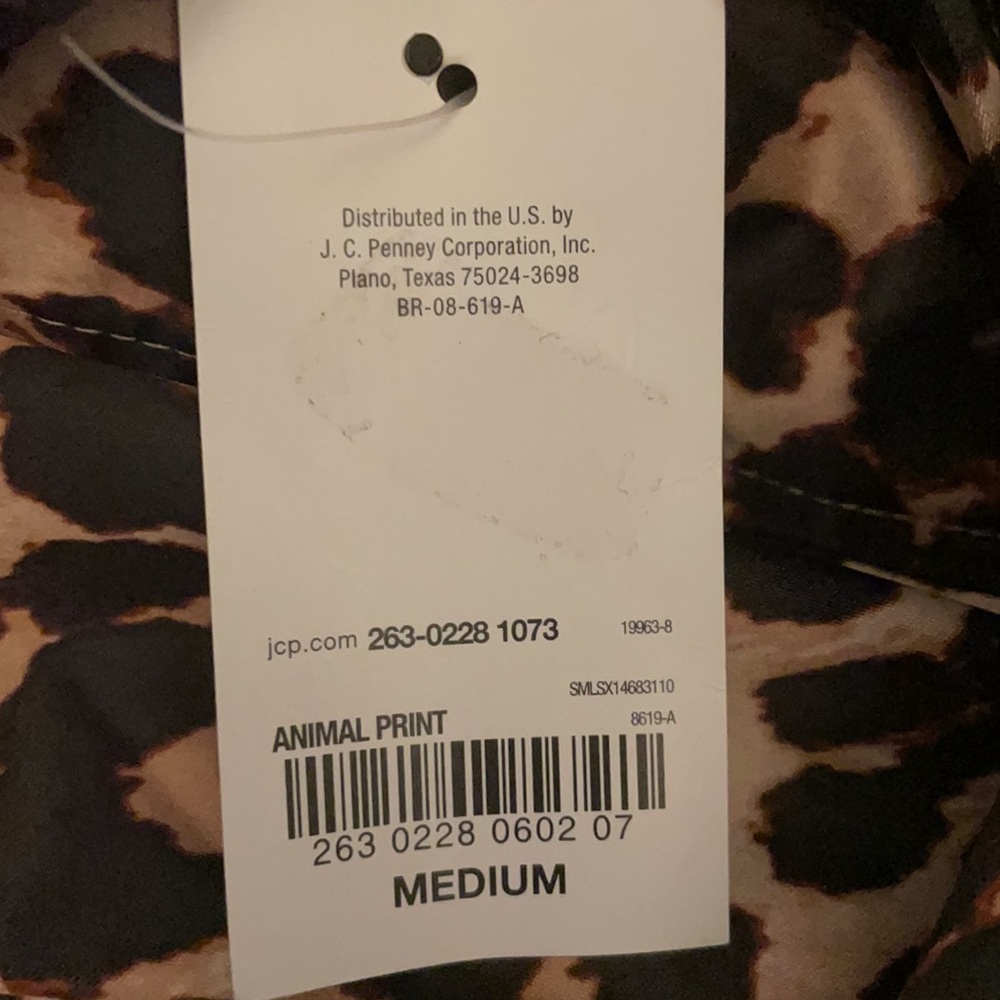 Distributed in the U.S. by
J. C. Penney Corporation, Inc.
Plano, Texas 75024-3698
BR-08-619-A
jcp.com 263-0228 1073 19963-8
SMLSX14683110
ANIMAL PRINT 8619-A
263 0228 0602 07
MEDIUM